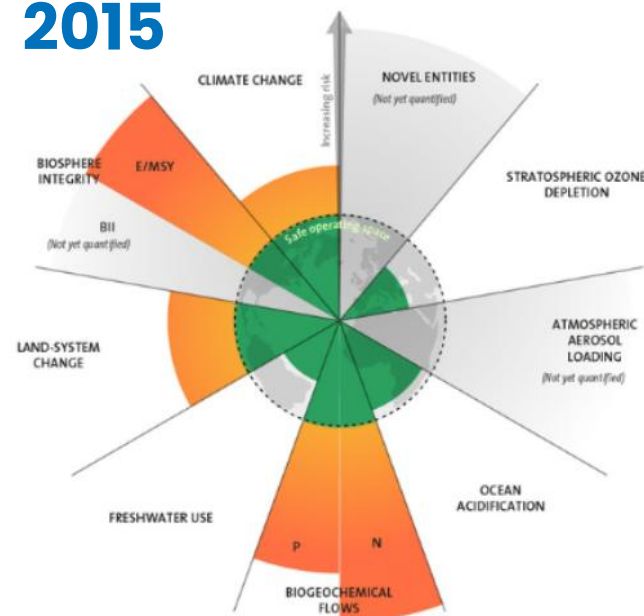 2015
CLIMATE CHANGE
Increasing risk
NOVEL ENTITIES
(Not yet quantified)
STRATOSPHERIC OZONE
DEPLETION
BIOSPHERE
INTEGRITY
E/MSY
BII
(Not yet quantified)
Safe operating space
ATMOSPHERIC
AEROSOL
LOADING
(Not yet quantified)
LAND-SYSTEM
CHANGE
OCEAN
ACIDIFICATION
FRESHWATER USE
P
N
BIOGEOCHEMICAL
FLOWS